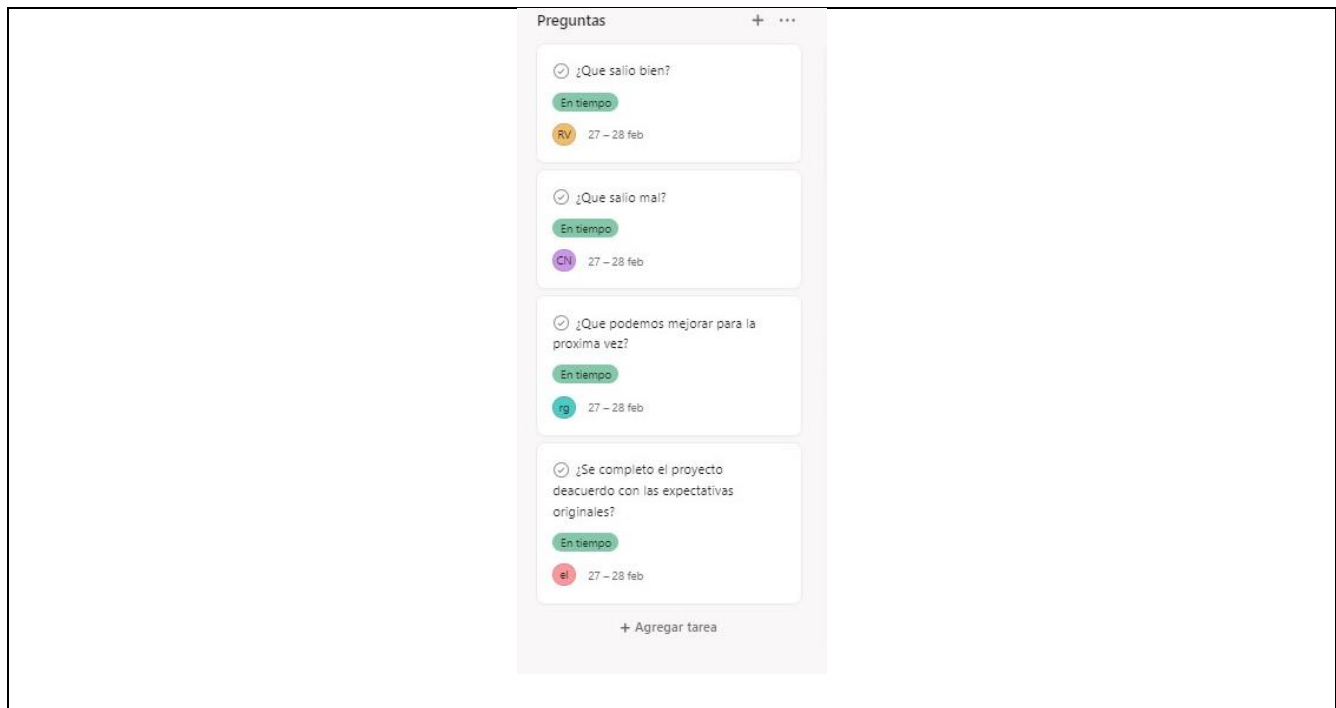 Preguntas + ...
¿Que salio bien?
En tiempo
RV 27 – 28 feb
¿Que salio mal?
En tiempo
CN 27 – 28 feb
¿Que podemos mejorar para la
proxima vez?
En tiempo
rg 27 – 28 feb
¿Se completo el proyecto
deacuerdo con las expectativas
originales?
En tiempo
el 27 – 28 feb
+ Agregar tarea